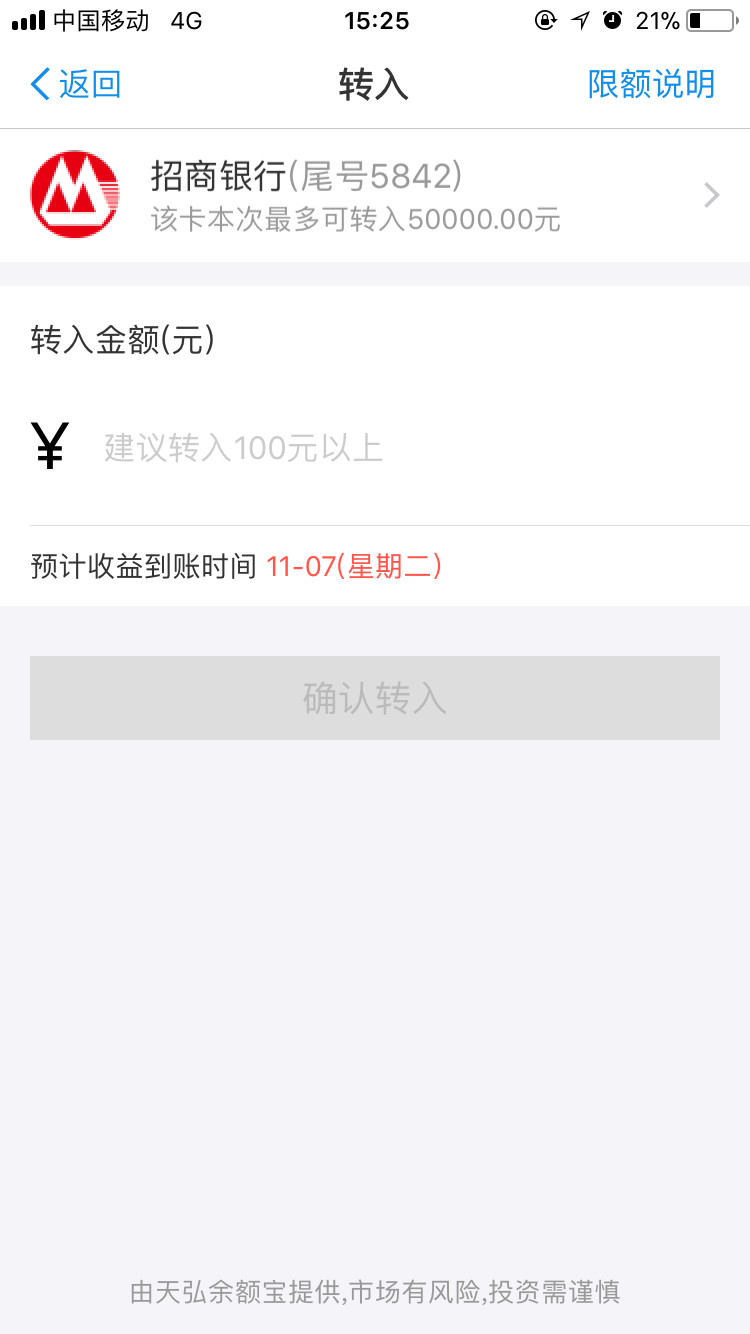 中国移动 4G 15:25 21%
返回 转入 限额说明
招商银行(尾号5842)
该卡本次最多可转入50000.00元
转入金额(元)
¥ 建议转入100元以上
预计收益到账时间 11-07(星期二)
确认转入
由天弘余额宝提供,市场有风险,投资需谨慎